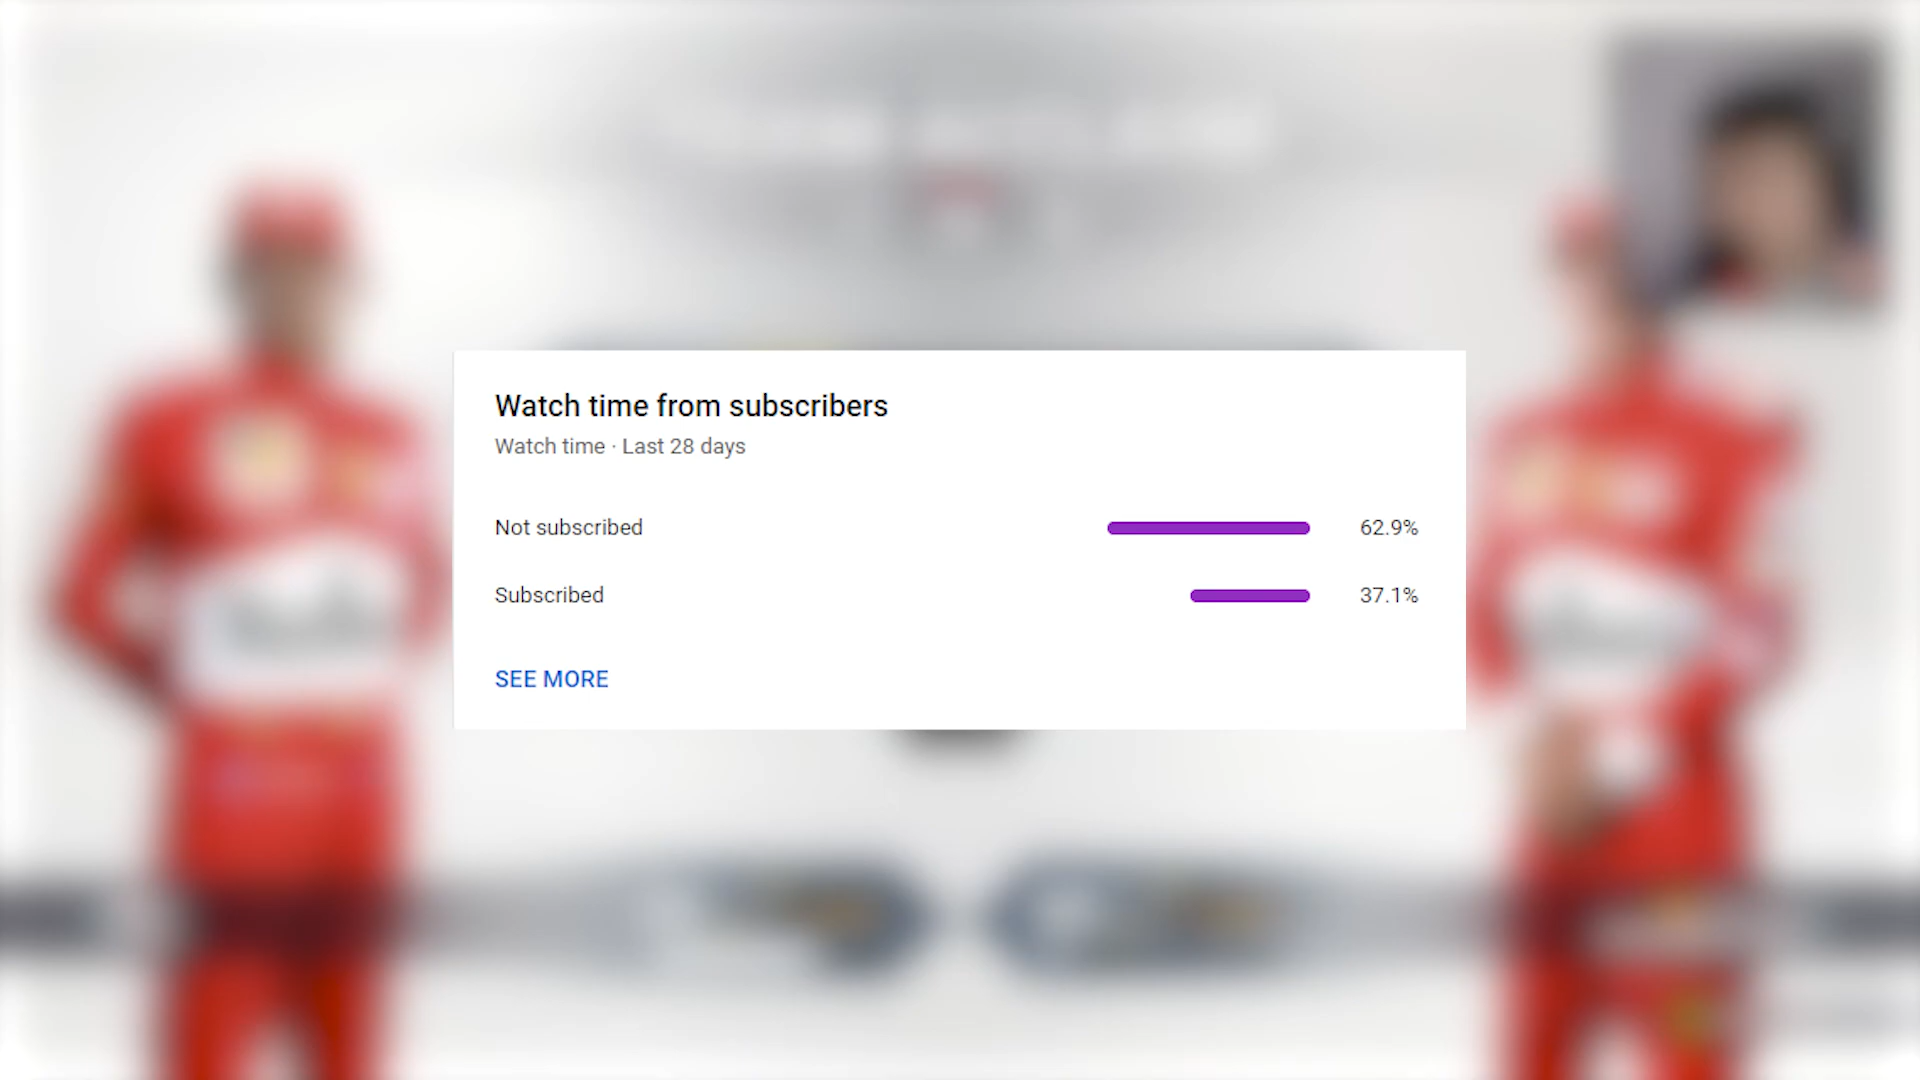 Watch time from subscribers
Watch time · Last 28 days
Not subscribed 62.9%
Subscribed 37.1%
SEE MORE